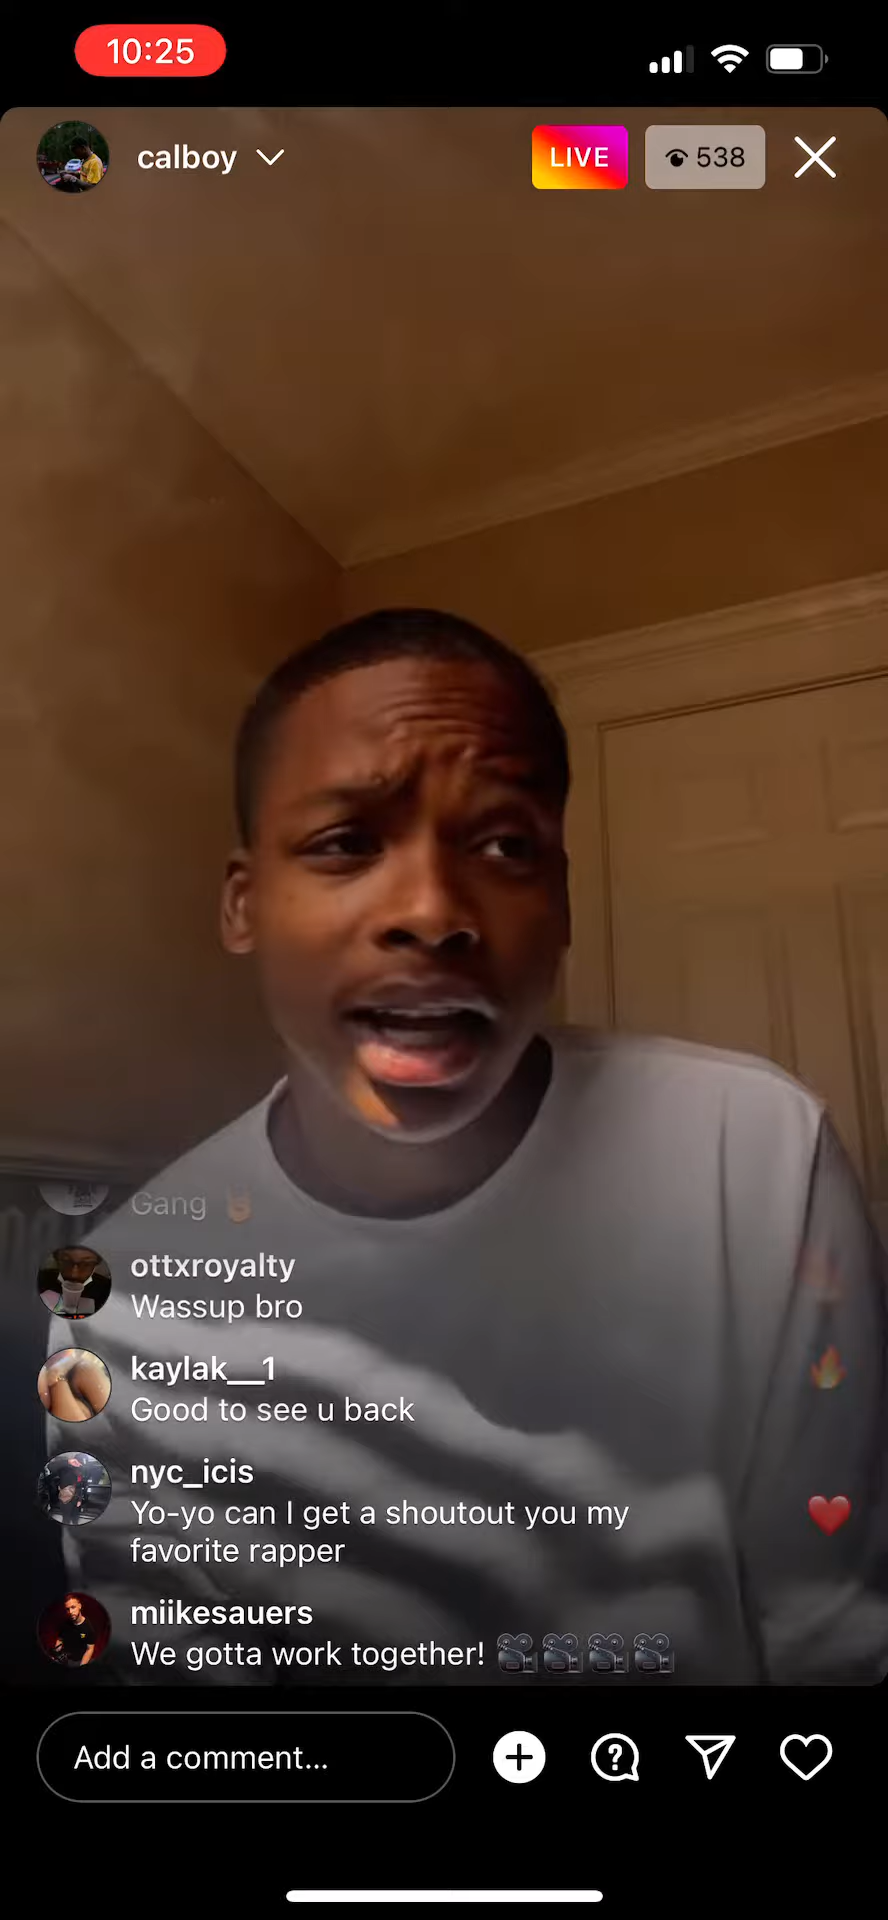 10:25
calboy
LIVE
538
Gang
ottxroyalty
Wassup bro
kaylak__1
Good to see u back
nyc_icis
Yo-yo can I get a shoutout you my
favorite rapper
miikesauers
We gotta work together! 🎥🎥🎥🎥
Add a comment...